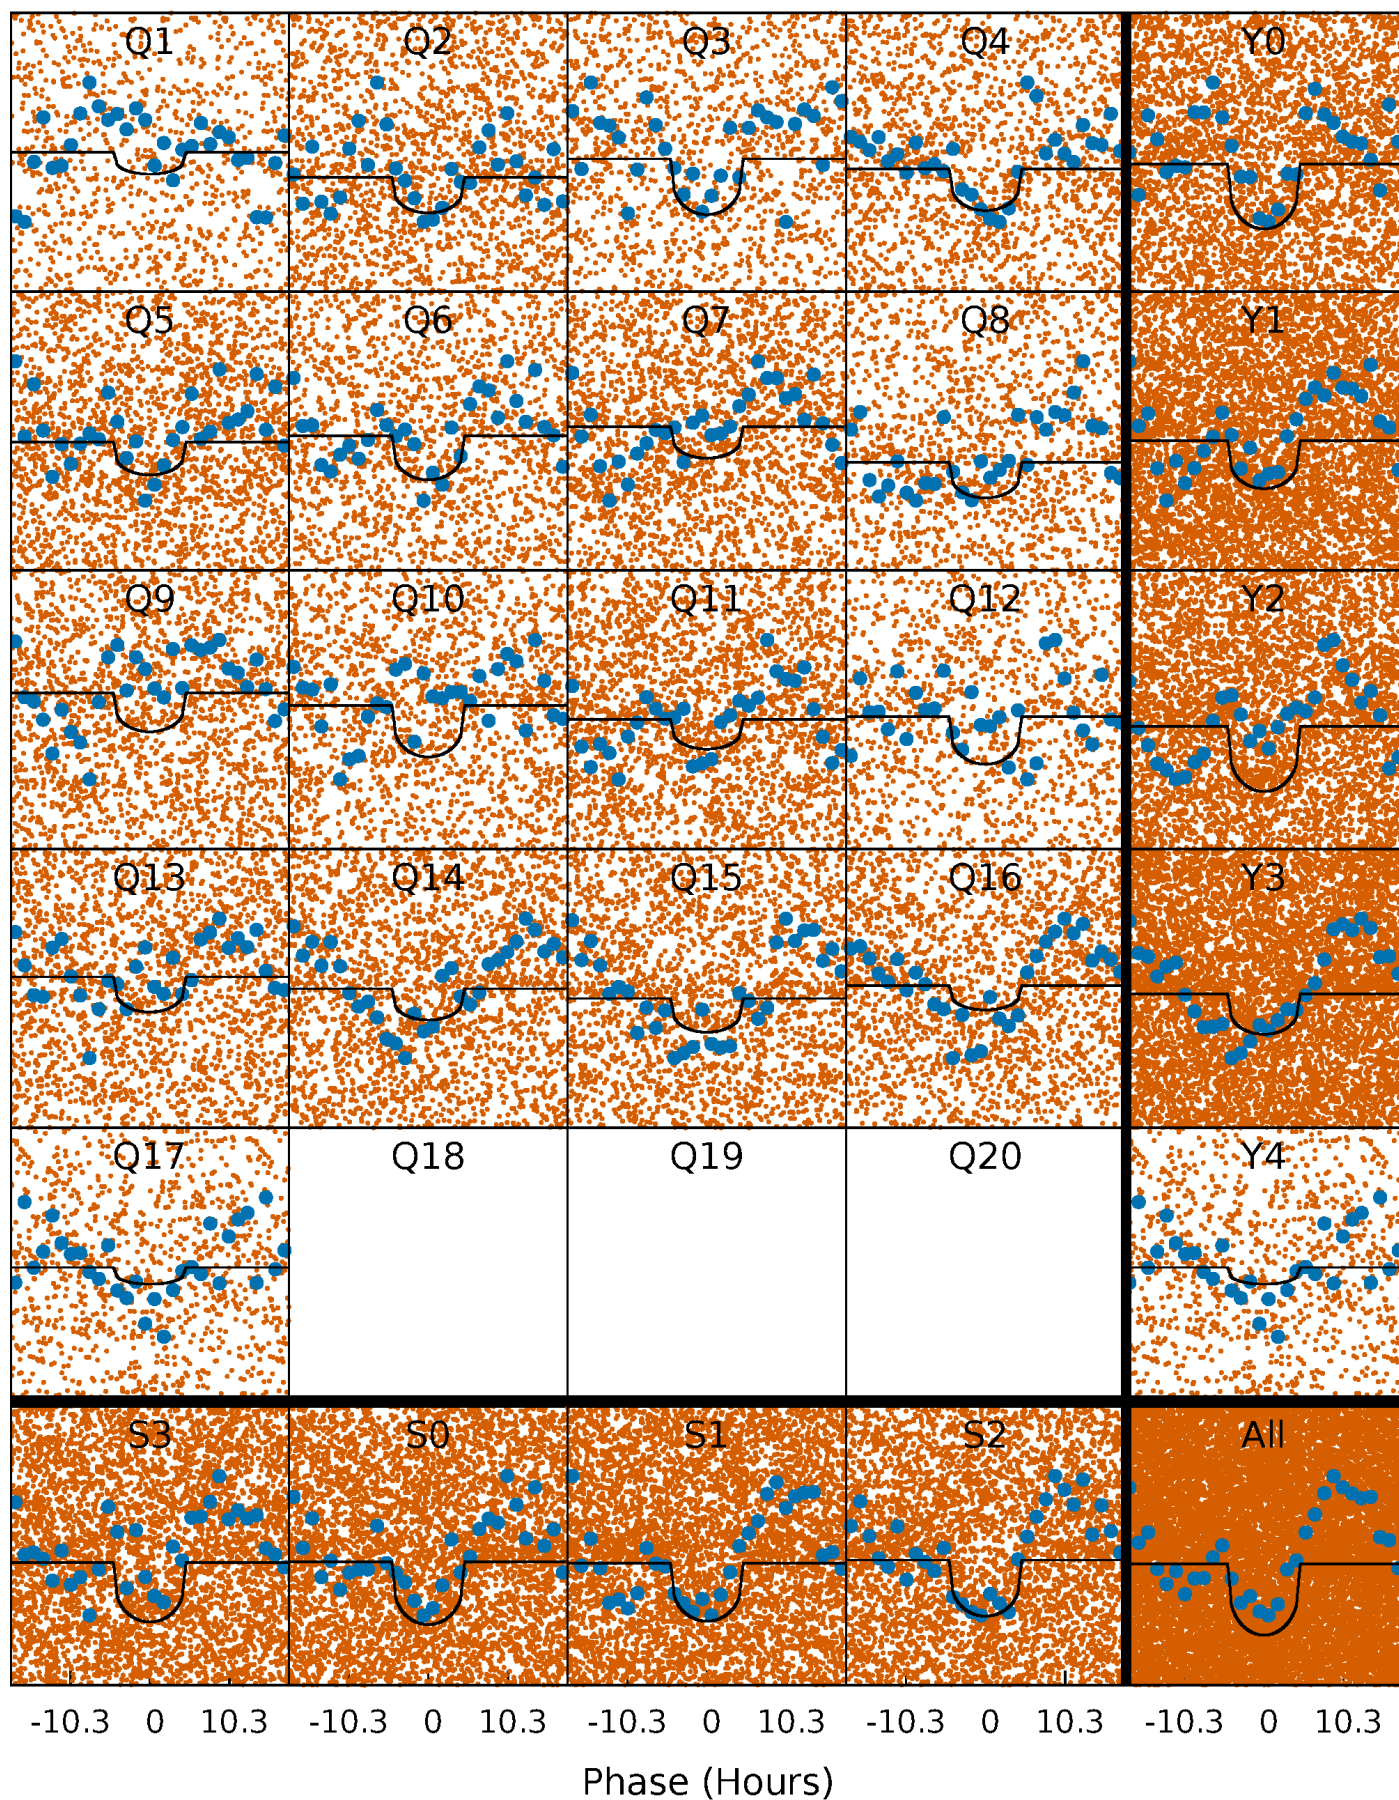 Q1 Q2 Q3 Q4 Y0
Q5 Q6 Q7 Q8 Y1
Q9 Q10 Q11 Q12 Y2
Q13 Q14 Q15 Q16 Y3
Q17 Q18 Q19 Q20 Y4
S3 S0 S1 S2 All
-10.3 0 10.3 -10.3 0 10.3 -10.3 0 10.3 -10.3 0 10.3 -10.3 0 10.3
Phase (Hours)